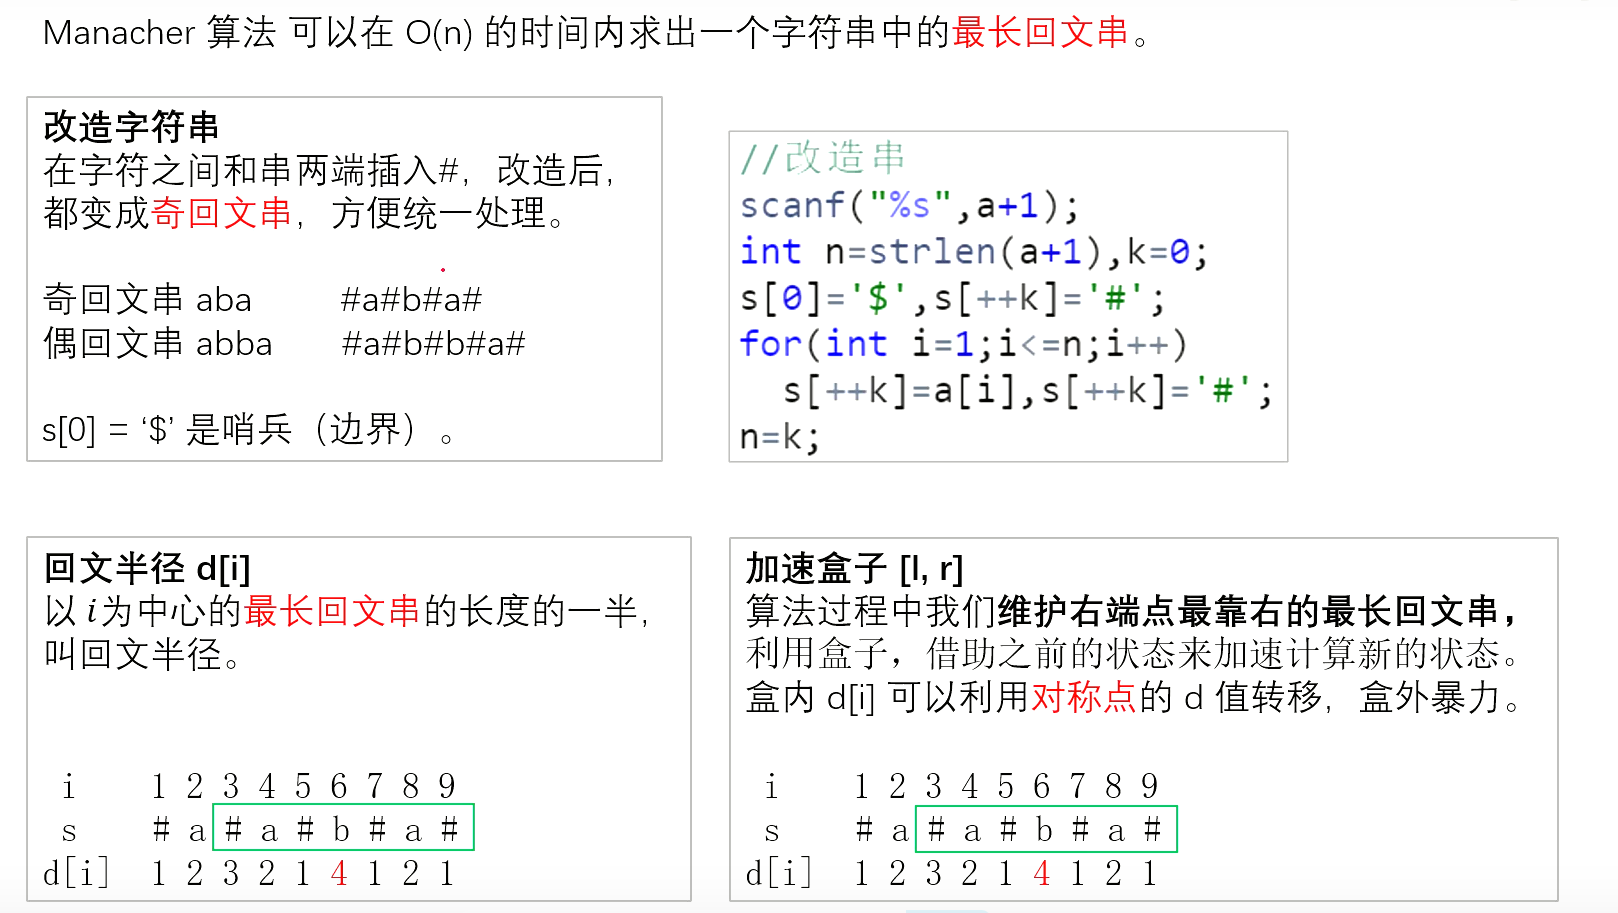 Manacher 算法 可以在 O(n) 的时间内求出一个字符串中的最长回文串。
改造字符串
在字符之间和串两端插入#，改造后，
都变成奇回文串，方便统一处理。
奇回文串 aba #a#b#a#
偶回文串 abba #a#b#b#a#
s[0] = ‘$’ 是哨兵（边界）。
//改造串
scanf("%s",a+1);
int n=strlen(a+1),k=0;
s[0]='$',s[++k]='#';
for(int i=1;i<=n;i++)
s[++k]=a[i],s[++k]='#';
n=k;
回文半径 d[i]
以 i为中心的最长回文串的长度的一半，
叫回文半径。
i 1 2 3 4 5 6 7 8 9
s # a # a # b # a #
d[i] 1 2 3 2 1 4 1 2 1
加速盒子 [l, r]
算法过程中我们维护右端点最靠右的最长回文串，
利用盒子，借助之前的状态来加速计算新的状态。
盒内 d[i] 可以利用对称点的 d 值转移，盒外暴力。
i 1 2 3 4 5 6 7 8 9
s # a # a # b # a #
d[i] 1 2 3 2 1 4 1 2 1